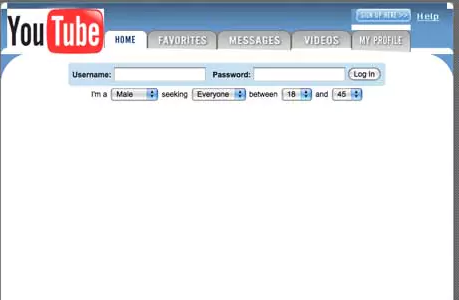 SIGN UP HERE >> Help
YouTube
HOME FAVORITES MESSAGES VIDEOS MY PROFILE
Username: Password: Log In
I'm a Male seeking Everyone between 18 and 45